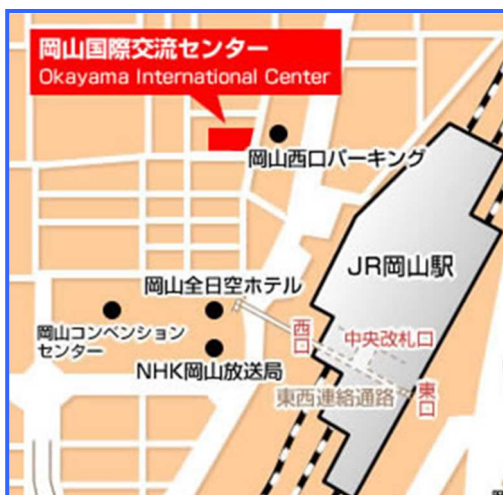 岡山国際交流センター
Okayama International Center
岡山西口パーキング
JR岡山駅
岡山全日空ホテル
岡山コンベンション
センター
NHK岡山放送局
西口
中央改札口
東西連絡通路
東口